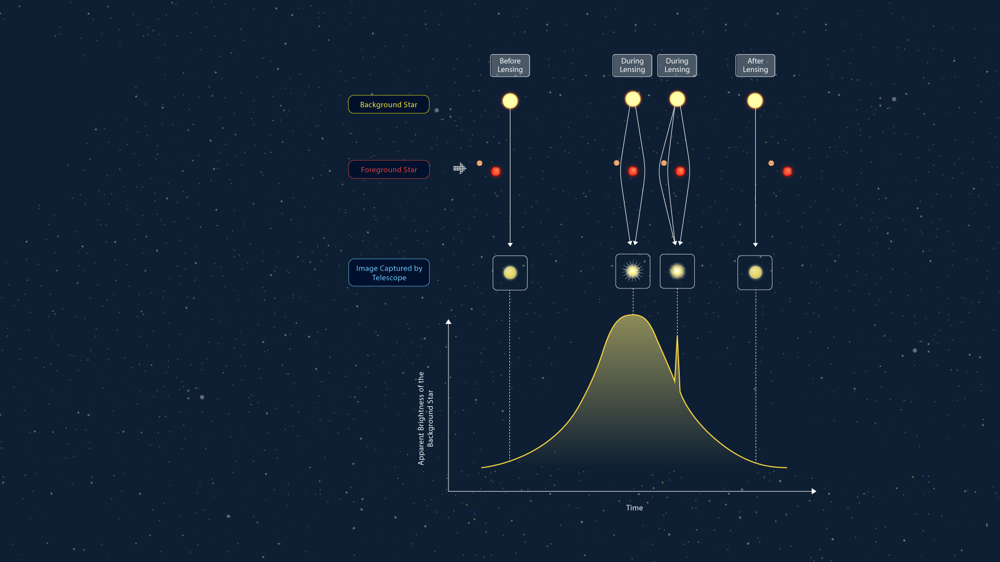 Before
Lensing
During
Lensing
During
Lensing
After
Lensing
Background Star
Foreground Star
Image Captured by
Telescope
Apparent Brightness of the
Background Star
Time